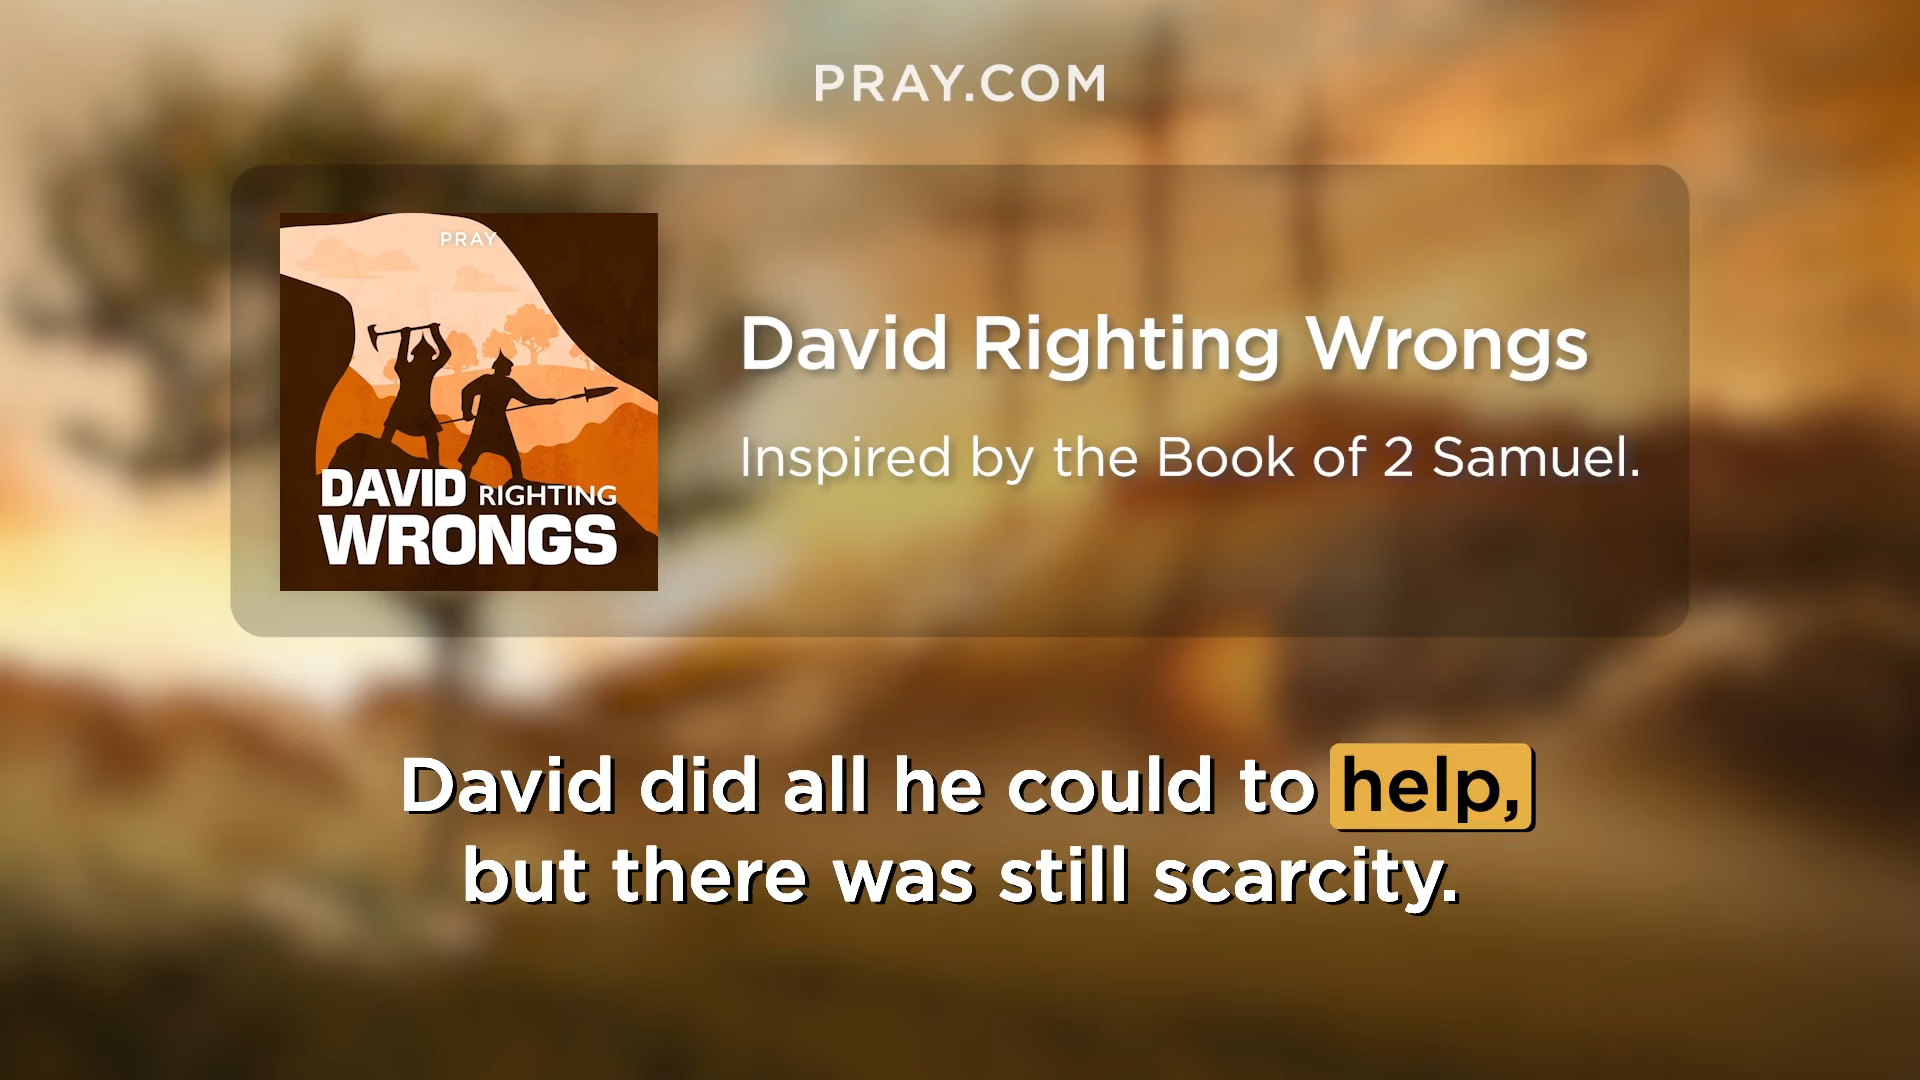 PRAY.COM
PRAY
DAVID RIGHTING
WRONGS
David Righting Wrongs
Inspired by the Book of 2 Samuel.
David did all he could to help,
but there was still scarcity.